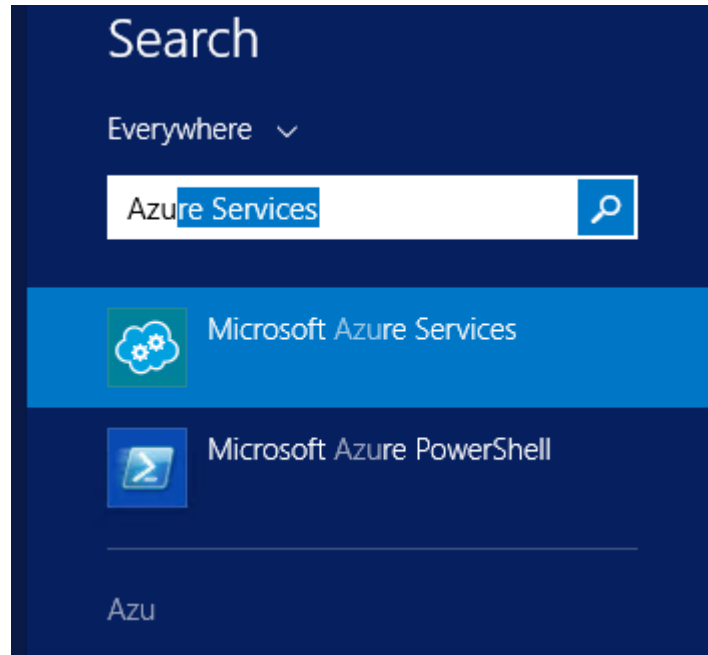 Search
Everywhere
Azure Services
Microsoft Azure Services
Microsoft Azure PowerShell
Azu